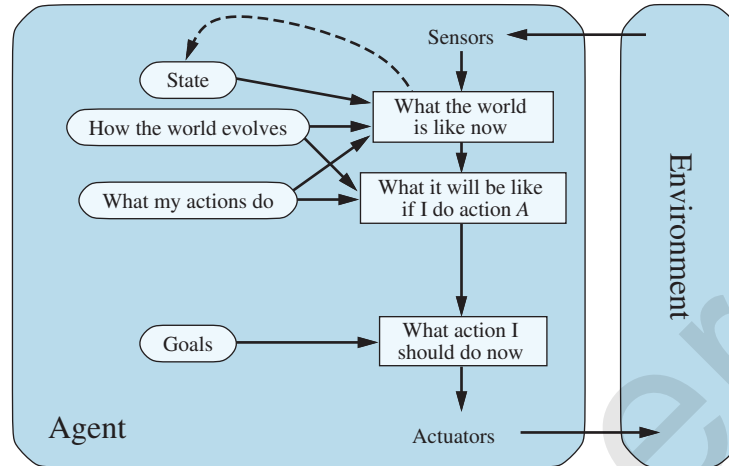 Sensors
State
What the world
is like now
How the world evolves
What my actions do
What it will be like
if I do action A
Goals
What action I
should do now
Agent
Actuators
Environment